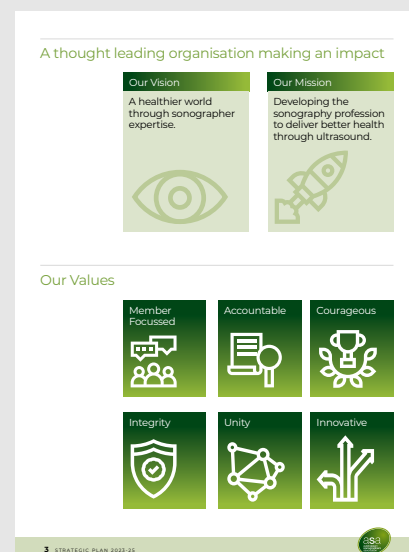 A thought leading organisation making an impact
Our Vision
A healthier world
through sonographer
expertise.
Our Mission
Developing the
sonography profession
to deliver better health
through ultrasound.
Our Values
Member
Focussed
Accountable
Courageous
Integrity
Unity
Innovative
3 STRATEGIC PLAN 2023-25
asa